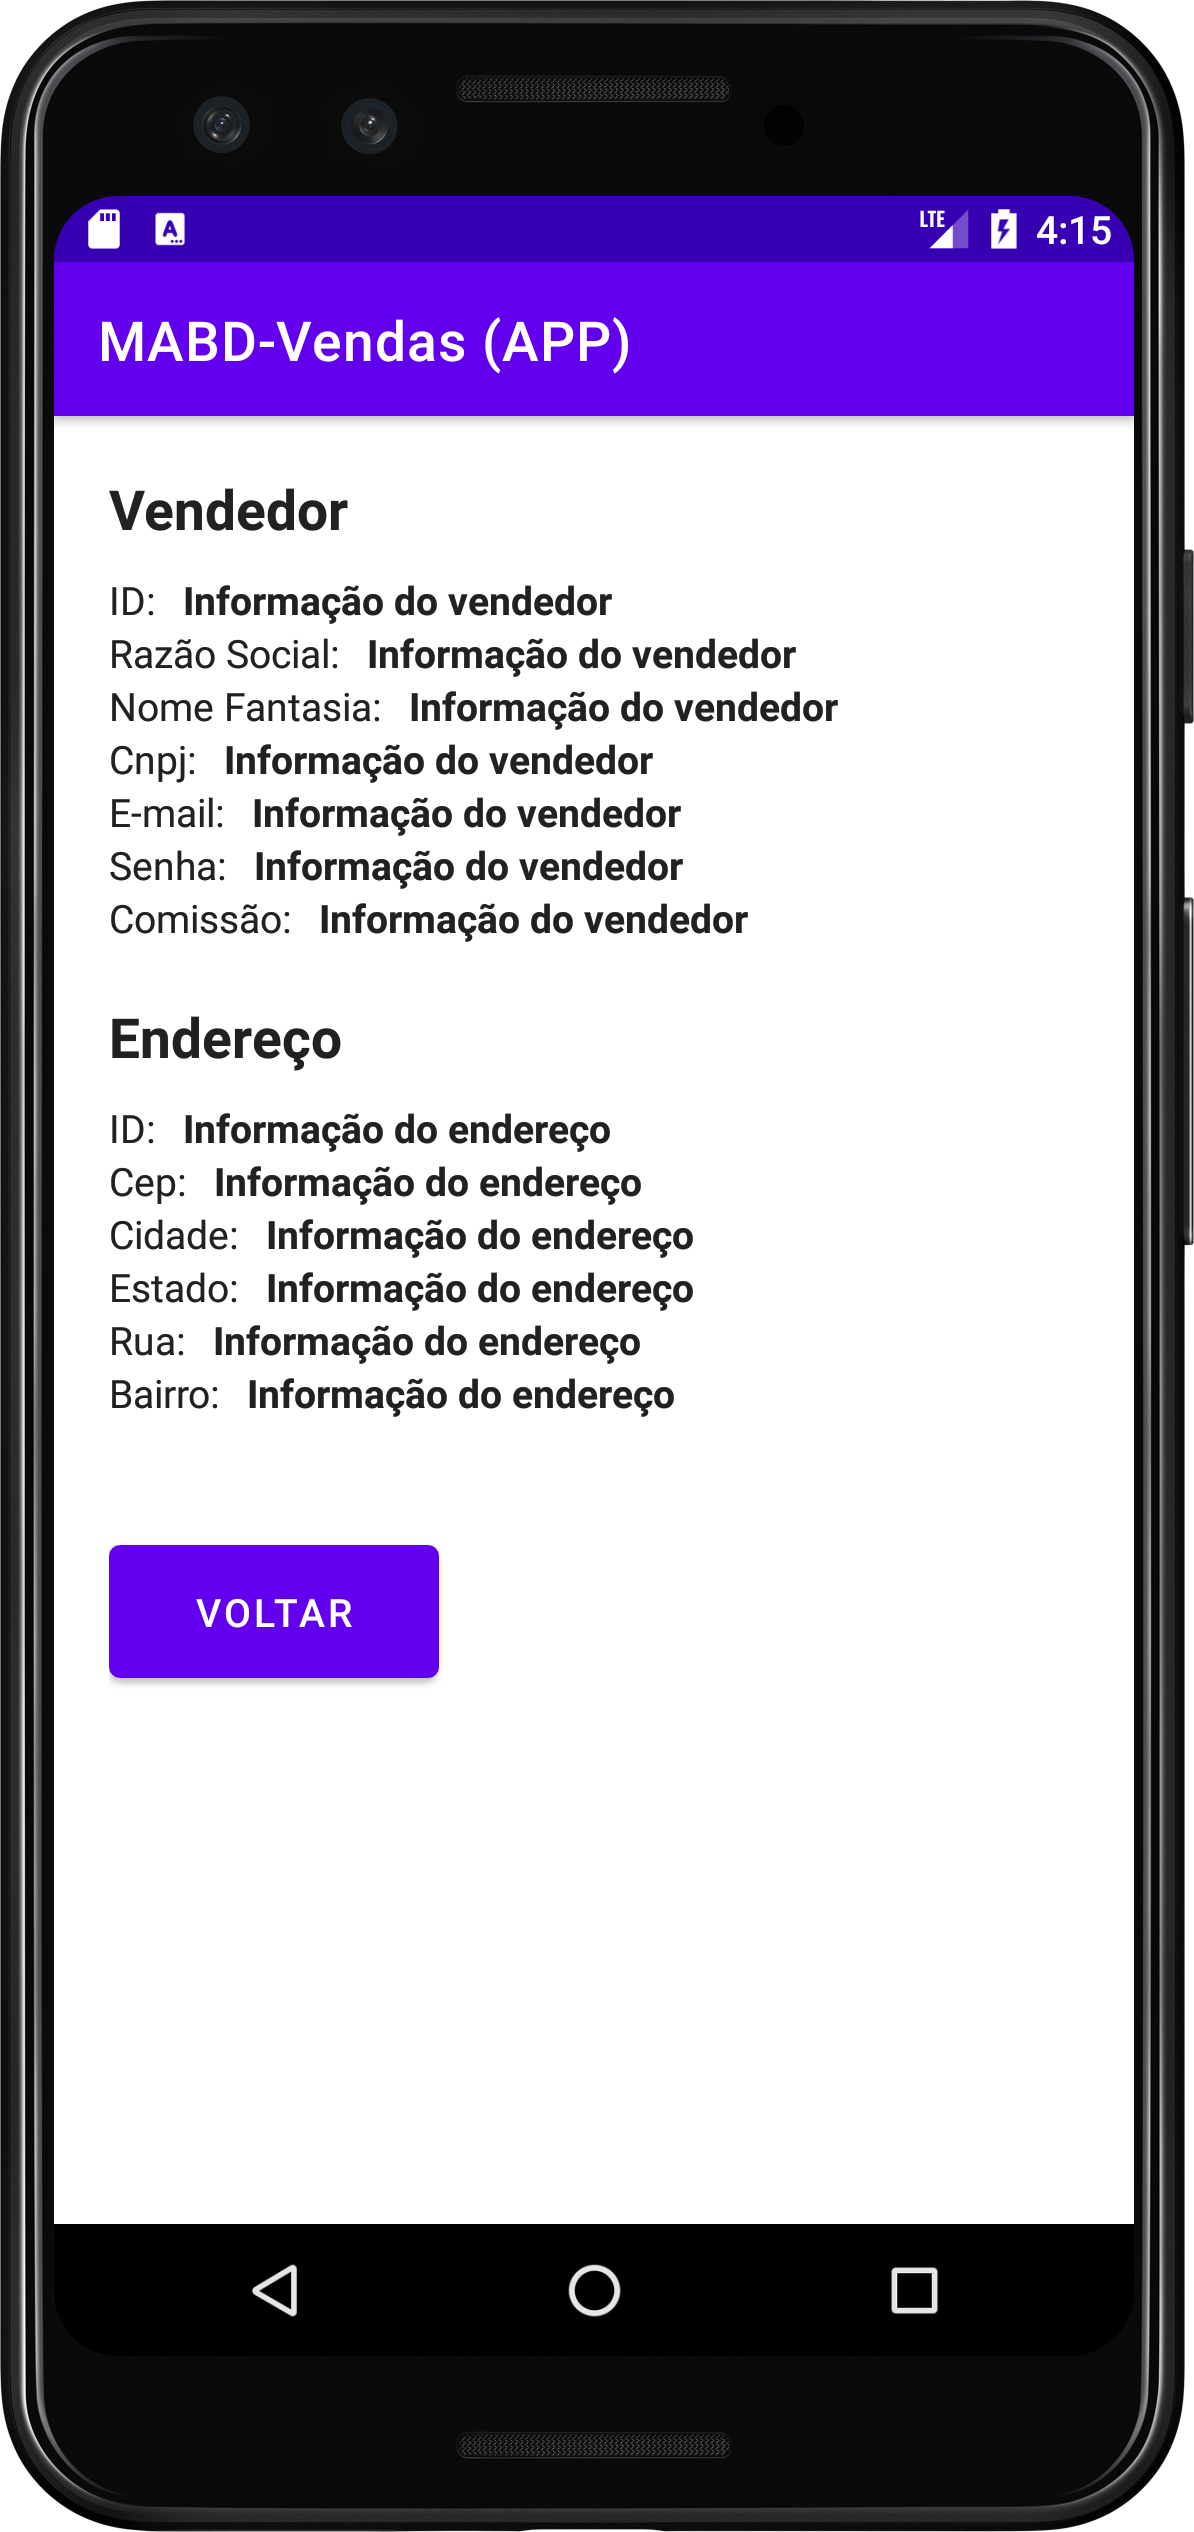 LTE 4:15
MABD-Vendas (APP)
Vendedor
ID: Informação do vendedor
Razão Social: Informação do vendedor
Nome Fantasia: Informação do vendedor
Cnpj: Informação do vendedor
E-mail: Informação do vendedor
Senha: Informação do vendedor
Comissão: Informação do vendedor
Endereço
ID: Informação do endereço
Cep: Informação do endereço
Cidade: Informação do endereço
Estado: Informação do endereço
Rua: Informação do endereço
Bairro: Informação do endereço
VOLTAR